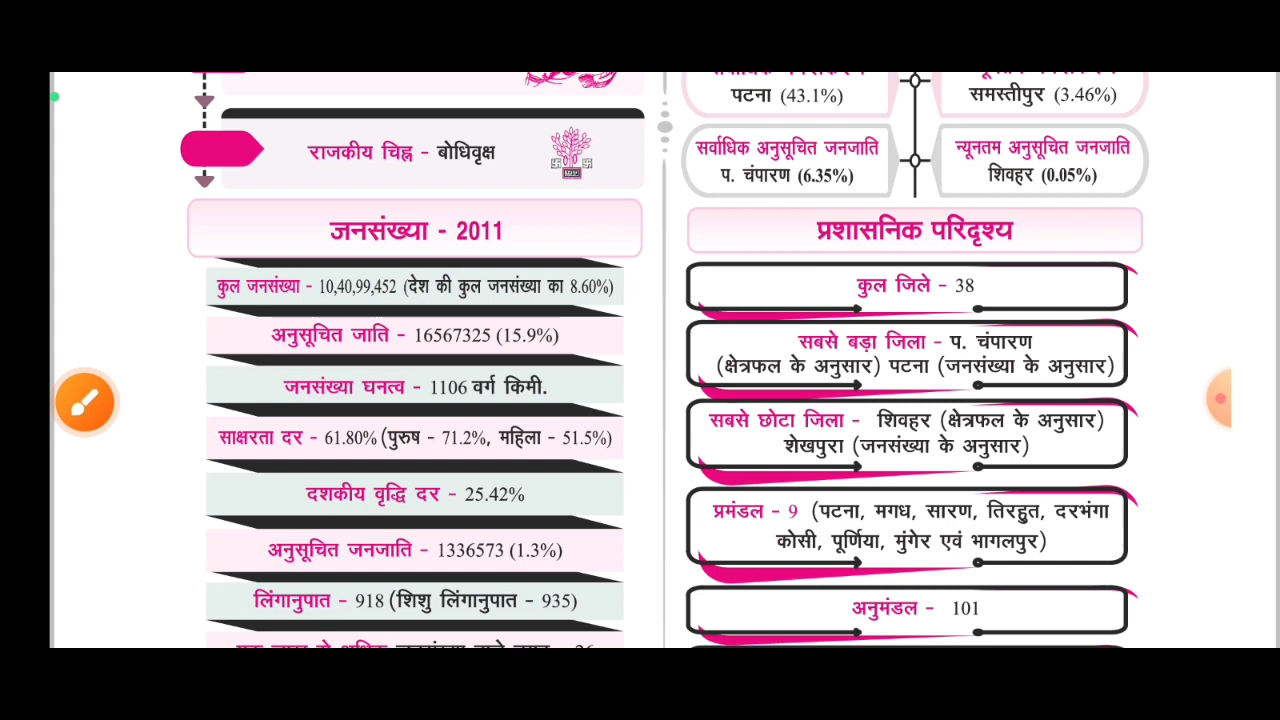 राजकीय चिह्न - बोधिवृक्ष
जनसंख्या - 2011
कुल जनसंख्या - 10,40,99,452 (देश की कुल जनसंख्या का 8.60%)
अनुसूचित जाति - 16567325 (15.9%)
जनसंख्या घनत्व - 1106 वर्ग किमी.
साक्षरता दर - 61.80% (पुरुष - 71.2%, महिला - 51.5%)
दशकीय वृद्धि दर - 25.42%
अनुसूचित जनजाति - 1336573 (1.3%)
लिंगानुपात - 918 (शिशु लिंगानुपात - 935)
पटना (43.1%)
समस्तीपुर (3.46%)
सर्वाधिक अनुसूचित जनजाति
प. चंपारण (6.35%)
न्यूनतम अनुसूचित जनजाति
शिवहर (0.05%)
प्रशासनिक परिदृश्य
कुल जिले - 38
सबसे बड़ा जिला - प. चंपारण
(क्षेत्रफल के अनुसार) पटना (जनसंख्या के अनुसार)
सबसे छोटा जिला - शिवहर (क्षेत्रफल के अनुसार)
शेखपुरा (जनसंख्या के अनुसार)
प्रमंडल - 9 (पटना, मगध, सारण, तिरहुत, दरभंगा
कोसी, पूर्णिया, मुंगेर एवं भागलपुर)
अनुमंडल - 101